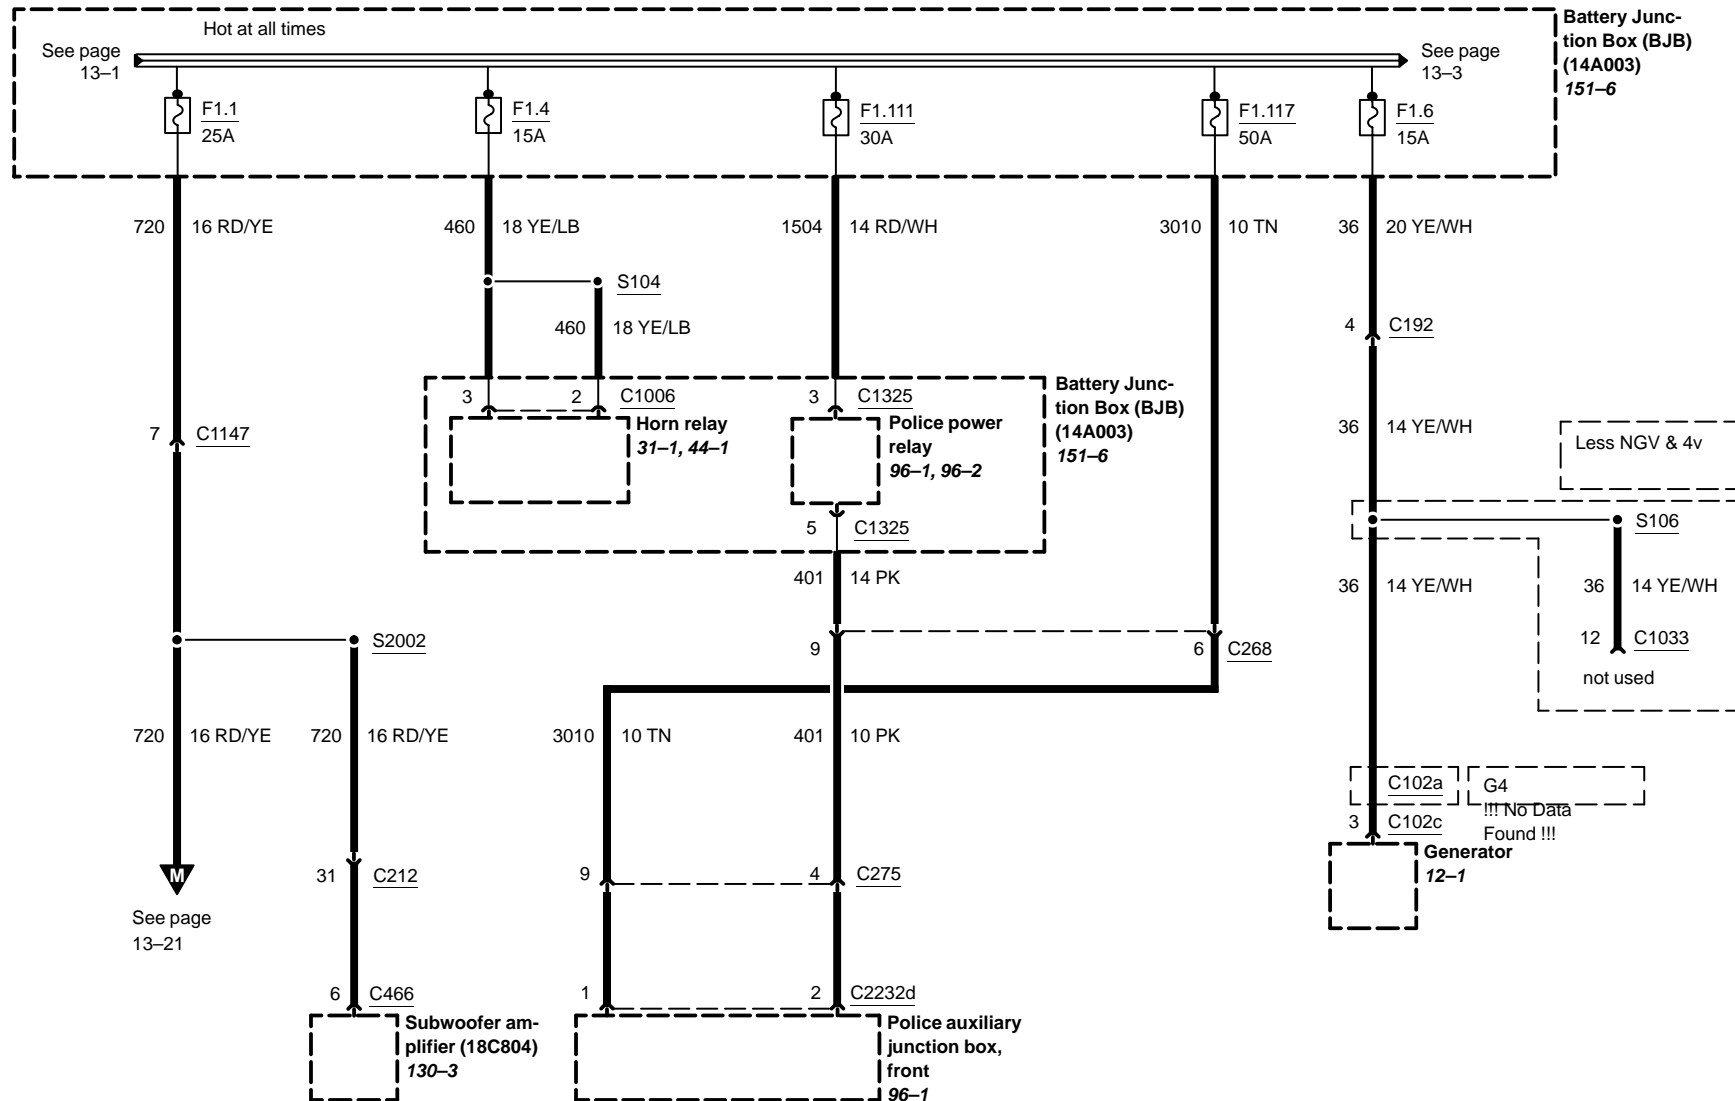 Hot at all times
Battery Junc-
tion Box (BJB)
(14A003)
151–6
See page
13–1
See page
13–3
F1.1
25A
F1.4
15A
F1.111
30A
F1.117
50A
F1.6
15A
720 16 RD/YE
460 18 YE/LB
1504 14 RD/WH
3010 10 TN
36 20 YE/WH
S104
460 18 YE/LB
4 C192
3 2 C1006
3 C1325
Battery Junc-
tion Box (BJB)
(14A003)
151–6
Horn relay
31–1, 44–1
Police power
relay
96–1, 96–2
7 C1147
36 14 YE/WH
Less NGV & 4v
5 C1325
S106
401 14 PK
36 14 YE/WH
36 14 YE/WH
S2002
9
6 C268
12 C1033
not used
720 16 RD/YE
720 16 RD/YE
3010 10 TN
401 10 PK
C102a
G4
!!! No Data
Found !!!
3 C102c
Generator
12–1
M
See page
13–21
31 C212
9
4 C275
6 C466
1
2 C2232d
Subwoofer am-
plifier (18C804)
130–3
Police auxiliary
junction box,
front
96–1